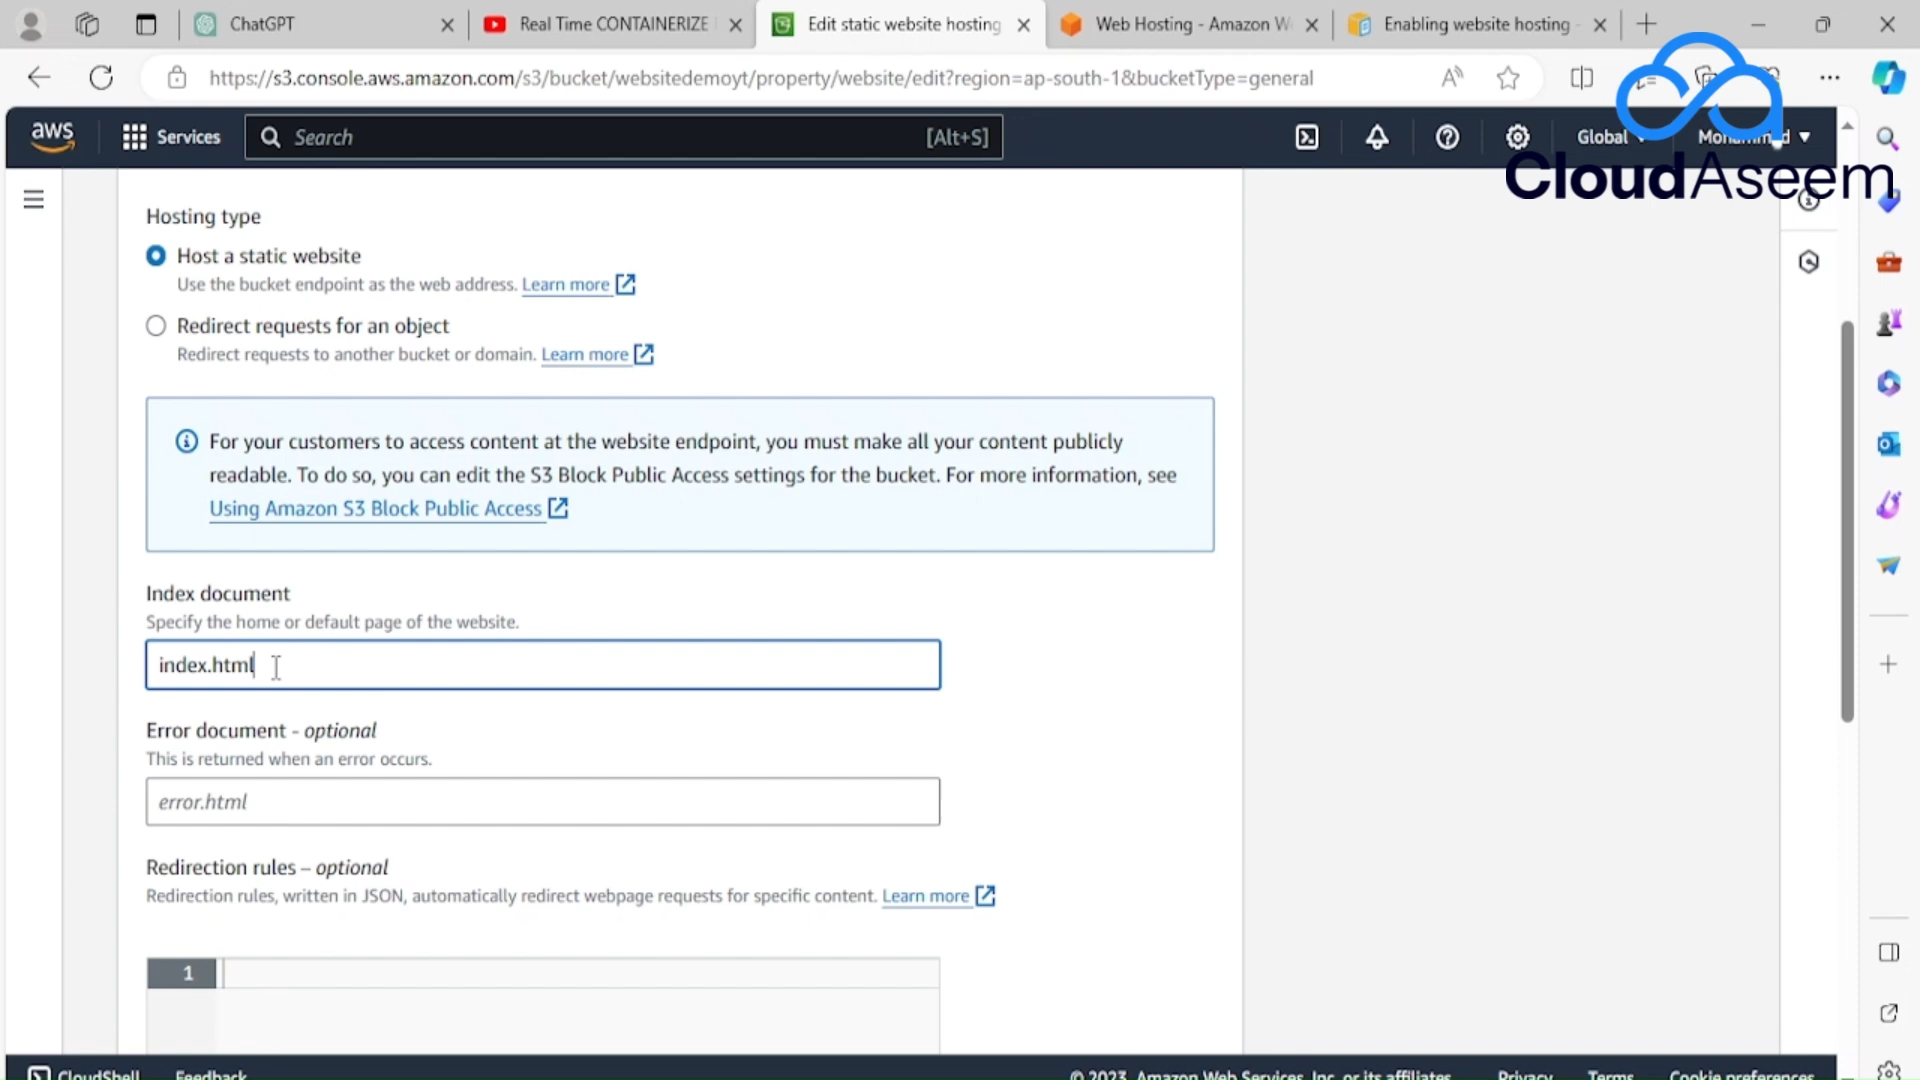 ChatGPT
Real Time CONTAINERIZE
Edit static website hosting
Web Hosting - Amazon W
Enabling website hosting -
https://s3.console.aws.amazon.com/s3/bucket/websitedemoyt/property/website/edit?region=ap-south-1&bucketType=general
aws
Services
Search
[Alt+S]
Global
CloudAseem
Hosting type
Host a static website
Use the bucket endpoint as the web address. Learn more
Redirect requests for an object
Redirect requests to another bucket or domain. Learn more
For your customers to access content at the website endpoint, you must make all your content publicly
readable. To do so, you can edit the S3 Block Public Access settings for the bucket. For more information, see
Using Amazon S3 Block Public Access
Index document
Specify the home or default page of the website.
index.html
Error document - optional
This is returned when an error occurs.
error.html
Redirection rules – optional
Redirection rules, written in JSON, automatically redirect webpage requests for specific content. Learn more
1
CloudShell
Feedback
© 2023, Amazon Web Services, Inc. or its affiliates.
Privacy
Terms
Cookie preferences